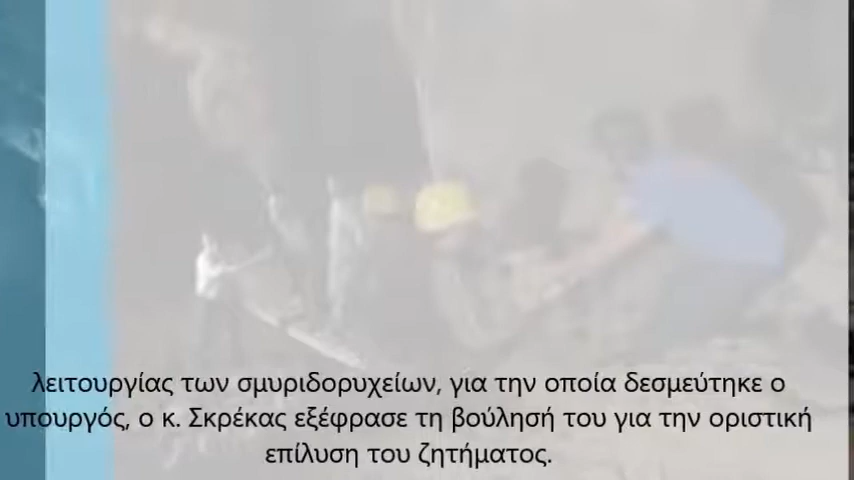 λειτουργίας των σμυριδορυχείων, για την οποία δεσμεύτηκε ο
υπουργός, ο κ. Σκρέκας εξέφρασε τη βούλησή του για την οριστική
επίλυση του ζητήματος.